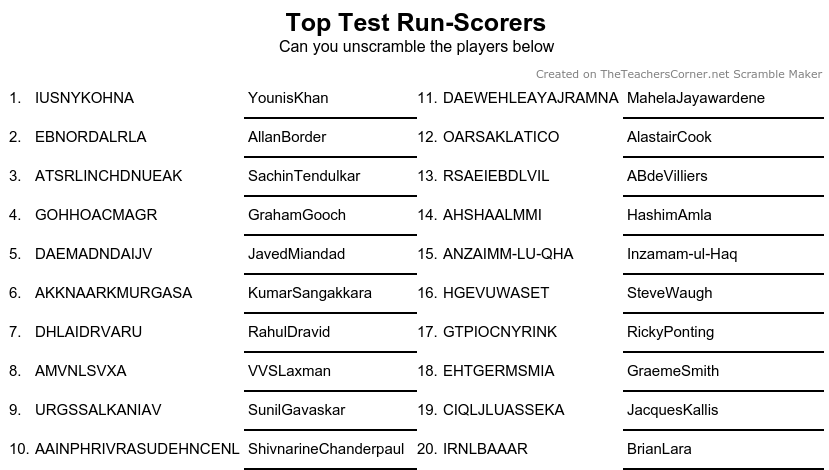 Top Test Run-Scorers
Can you unscramble the players below
Created on TheTeachersCorner.net Scramble Maker
1. IUSNYKOHNA YounisKhan 11. DAEWEHLEAYAJRAMNA MahelaJayawardene
2. EBNORDALRLA AllanBorder 12. OARSAKLATICO AlastairCook
3. ATSRLINCHDNUEAK SachinTendulkar 13. RSAEIEBDLVIL ABdeVilliers
4. GOHHOACMAGR GrahamGooch 14. AHSHAALMMI HashimAmla
5. DAEMADNDAIJV JavedMiandad 15. ANZAIMM-LU-QHA Inzamam-ul-Haq
6. AKKNAARKMURGASA KumarSangakkara 16. HGEVUWASET SteveWaugh
7. DHLAIDRVARU RahulDravid 17. GTPIOCNYRINK RickyPonting
8. AMVNLSVXA VVSLaxman 18. EHTGERMSMIA GraemeSmith
9. URGSSALKANIAV SunilGavaskar 19. CIQLJLUASSEKA JacquesKallis
10. AAINPHRIVRASUDEHNCENL ShivnarineChanderpaul 20. IRNLBAAAR BrianLara